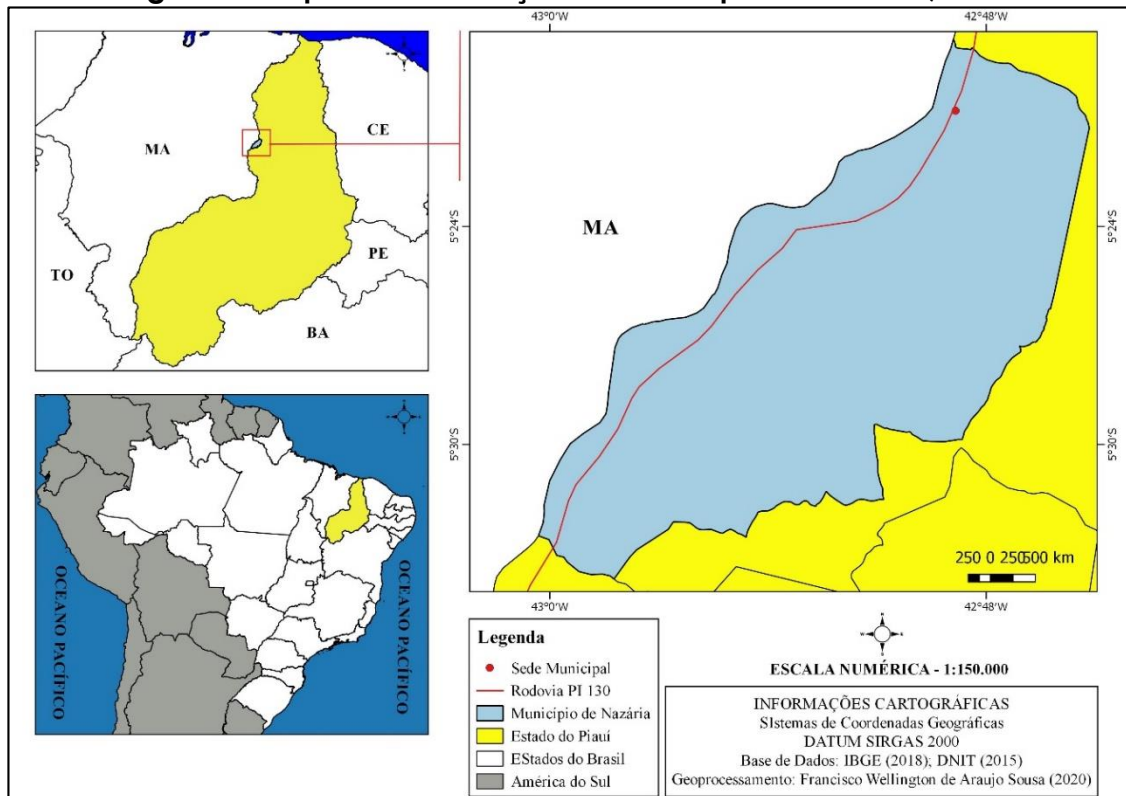 MA
CE
TO
PE
BA
OCEANO PACÍFICO
OCEANO PACÍFICO
43°0'W
42°48'W
5°24'S
5°24'S
5°30'S
5°30'S
MA
250 0 250500 km
43°0'W
42°48'W
Legenda
Sede Municipal
Rodovia PI 130
Município de Nazária
Estado do Piauí
EStados do Brasil
América do Sul
ESCALA NUMÉRICA - 1:150.000
INFORMAÇÕES CARTOGRÁFICAS
SIstemas de Coordenadas Geográficas
DATUM SIRGAS 2000
Base de Dados: IBGE (2018); DNIT (2015)
Geoprocessamento: Francisco Wellington de Araujo Sousa (2020)